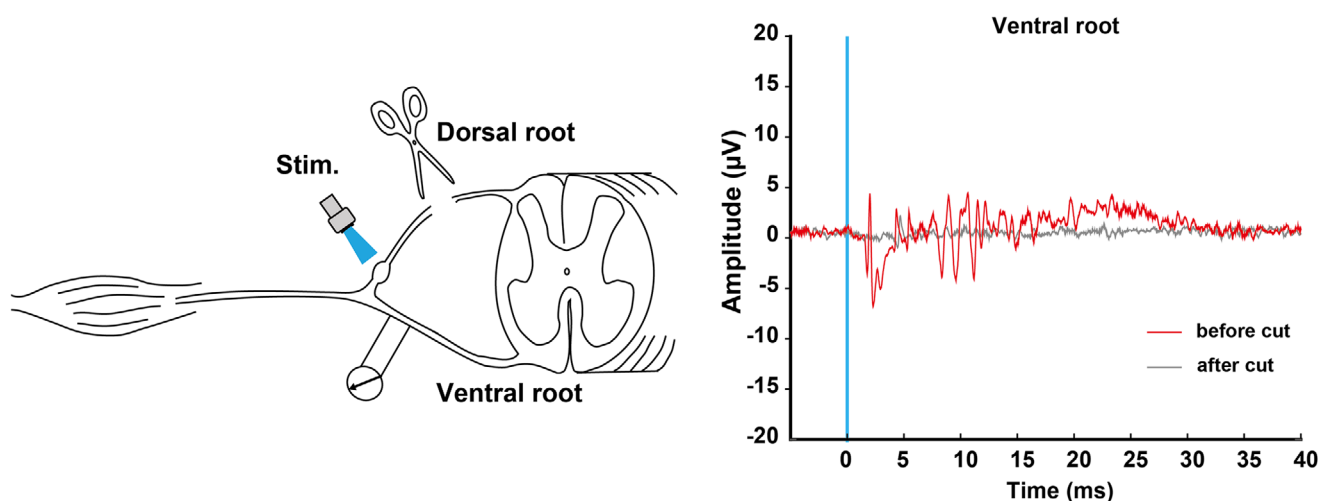 Dorsal root
Stim.
Ventral root
Ventral root
20
15
10
5
0
-5
-10
-15
-20
Amplitude (µV)
before cut
after cut
0 5 10 15 20 25 30 35 40
Time (ms)